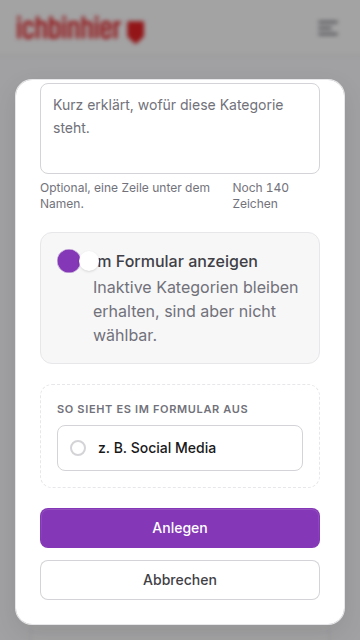 ichbinhier
Kurz erklärt, wofür diese Kategorie
steht.
Optional, eine Zeile unter dem
Namen.
Noch 140
Zeichen
m Formular anzeigen
Inaktive Kategorien bleiben
erhalten, sind aber nicht
wählbar.
SO SIEHT ES IM FORMULAR AUS
z. B. Social Media
Anlegen
Abbrechen